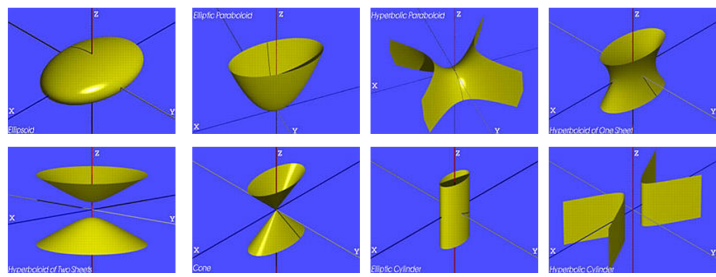 Z
X
Y
Ellipsoid
Elliptic Paraboloid
Z
X
Y
Hyperbolic Paraboloid
Z
X
Y
Z
X
Y
Hyperboloid of One Sheet
Z
X
Y
Hyperboloid of Two Sheets
Z
X
Y
Cone
Z
X
Y
Elliptic Cylinder
Z
X
Y
Hyperbolic Cylinder